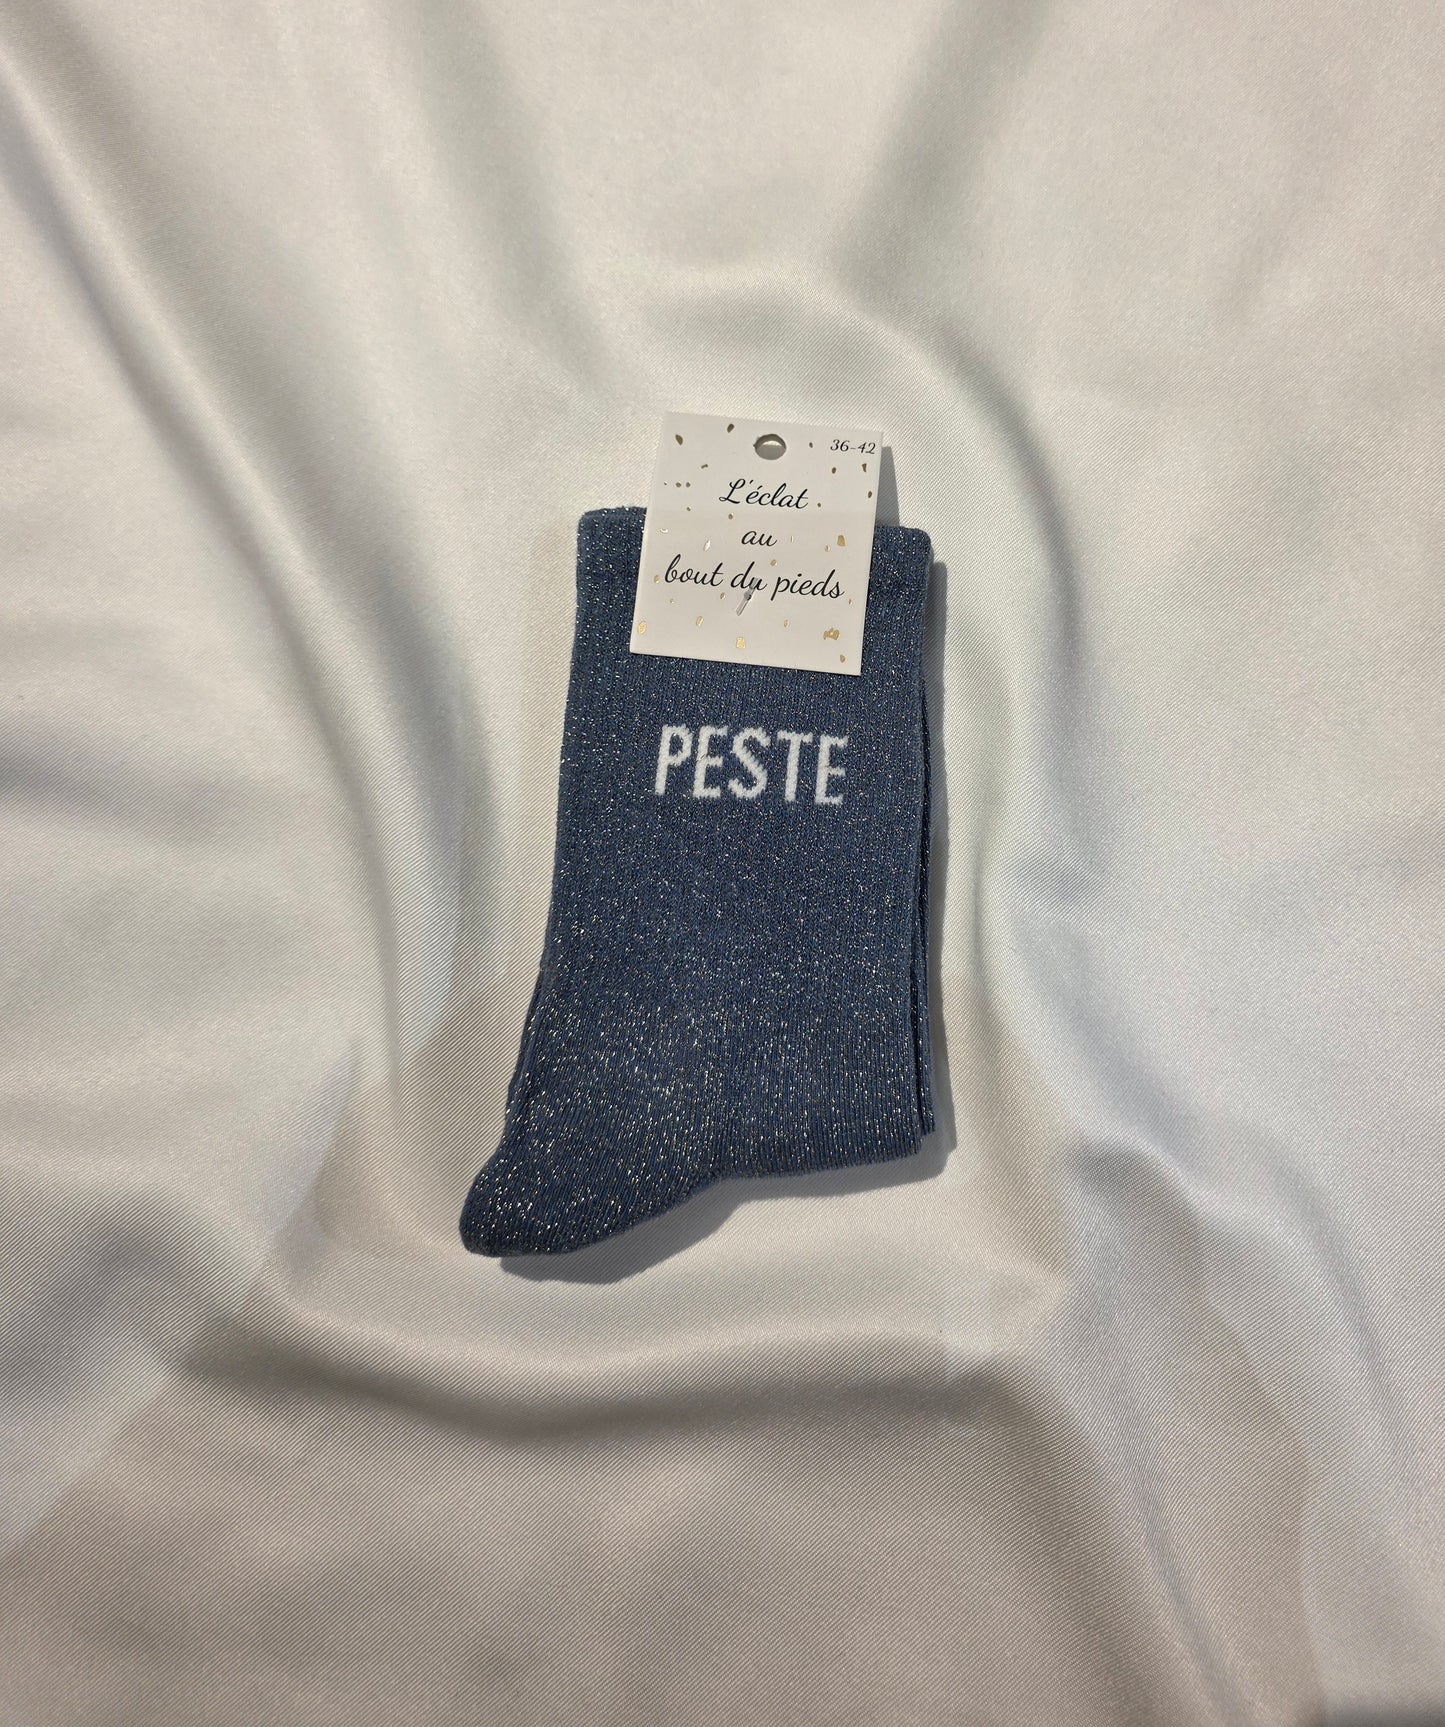 36-42
L'éclat
au
bout du pieds
PESTE